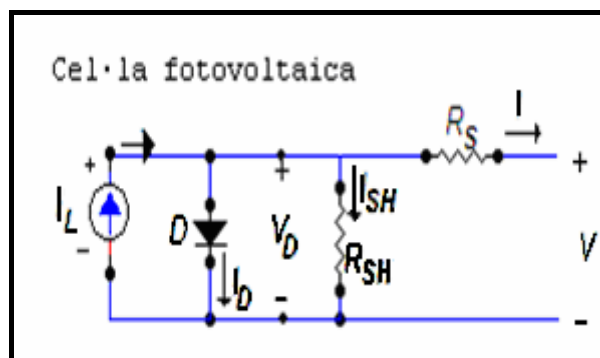 Cel·la fotovoltaica
I
R_S
+
+
I_SH
+
I_L
D
V_D
R_SH
V
-
I_D
-
-